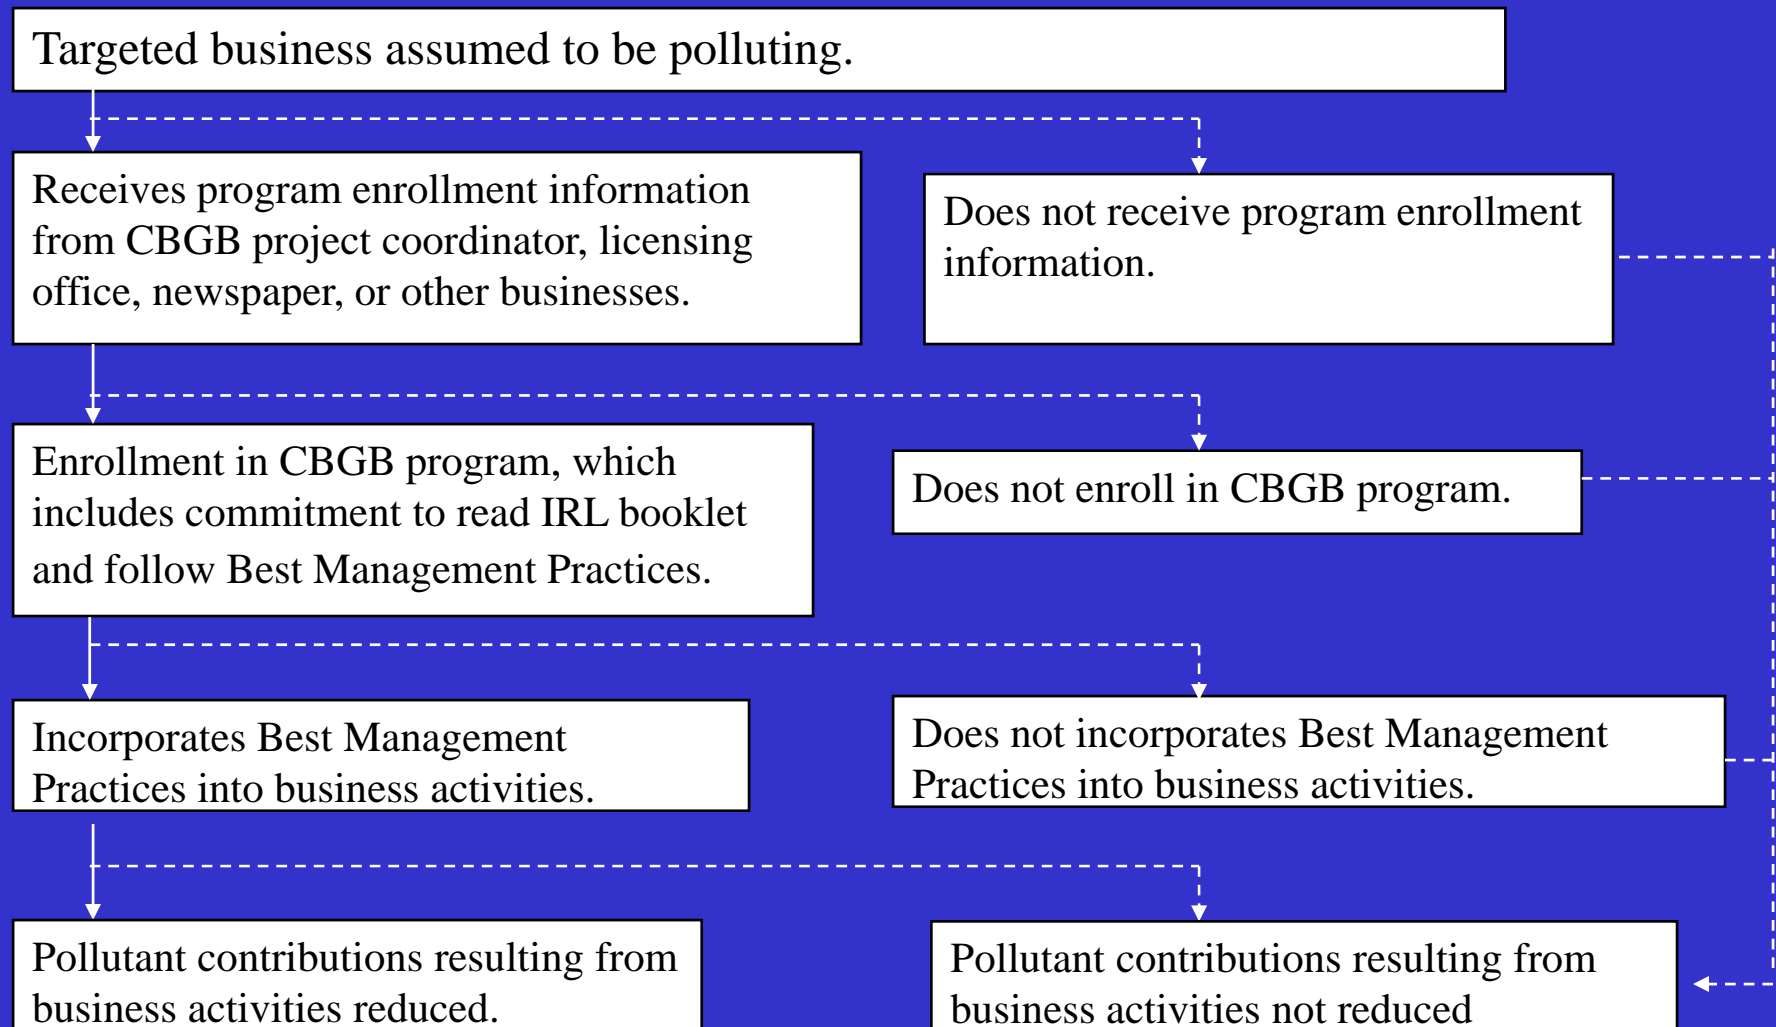 Targeted business assumed to be polluting.
Receives program enrollment information
from CBGB project coordinator, licensing
office, newspaper, or other businesses.
Does not receive program enrollment
information.
Enrollment in CBGB program, which
includes commitment to read IRL booklet
and follow Best Management Practices.
Does not enroll in CBGB program.
Incorporates Best Management
Practices into business activities.
Does not incorporates Best Management
Practices into business activities.
Pollutant contributions resulting from
business activities reduced.
Pollutant contributions resulting from
business activities not reduced